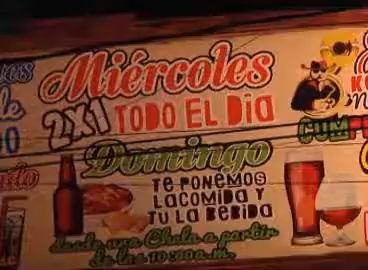 Miércoles
2x1 TODO EL Dia
Domingo
Te ponemos
la comida y
tu la bebida
desde una Chela a partir
de las 10:00a.m.